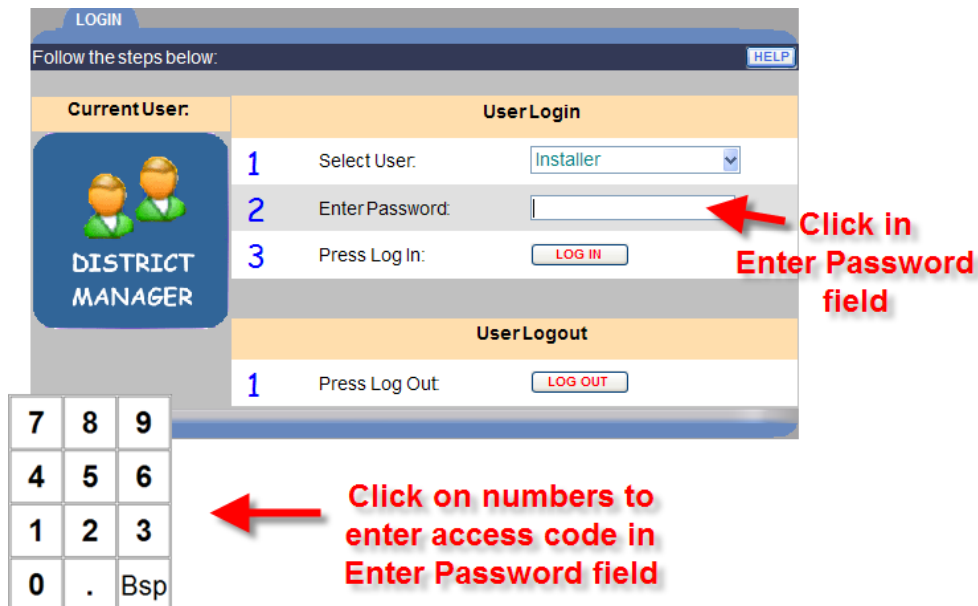 LOGIN
Follow the steps below:
HELP
Current User:
User Login
DISTRICT
MANAGER
1 Select User: Installer
2 Enter Password:
3 Press Log In: LOG IN
Click in
Enter Password
field
User Logout
1 Press Log Out: LOG OUT
7 8 9
4 5 6
1 2 3
0 . Bsp
Click on numbers to
enter access code in
Enter Password field